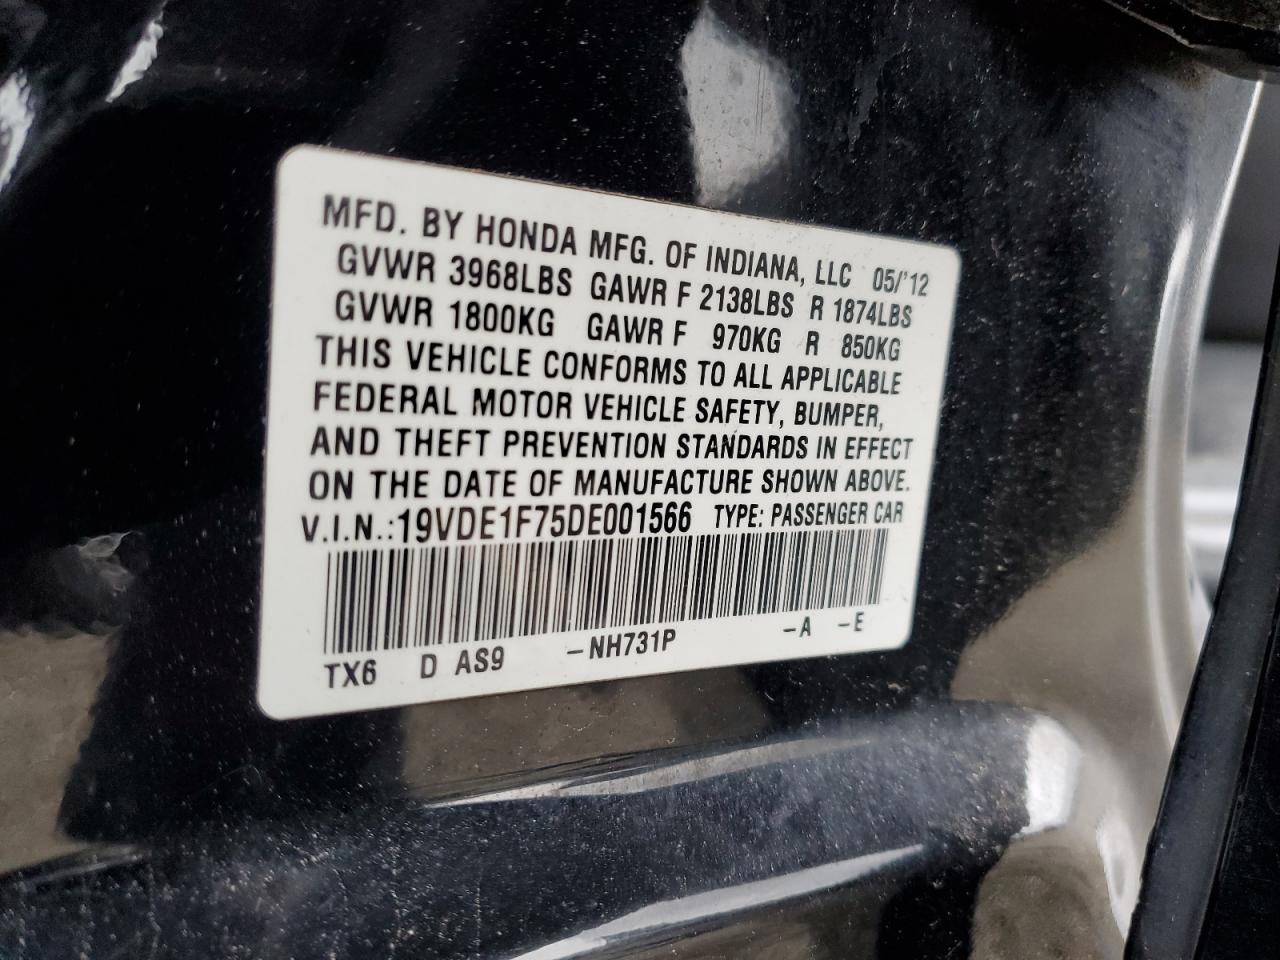 MFD. BY HONDA MFG. OF INDIANA, LLC 05/'12
GVWR 3968LBS GAWR F 2138LBS R 1874LBS
GVWR 1800KG GAWR F 970KG R 850KG
THIS VEHICLE CONFORMS TO ALL APPLICABLE
FEDERAL MOTOR VEHICLE SAFETY, BUMPER,
AND THEFT PREVENTION STANDARDS IN EFFECT
ON THE DATE OF MANUFACTURE SHOWN ABOVE.
V.I.N.:19VDE1F75DE001566 TYPE: PASSENGER CAR
TX6 D AS9 -NH731P -A -E